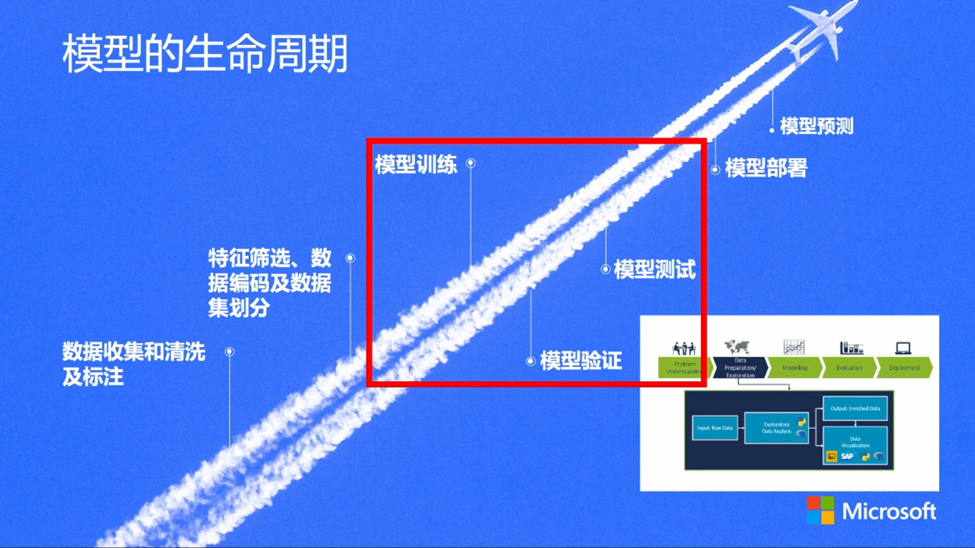 模型的生命周期
模型预测
模型训练
模型部署
特征筛选、数
据编码及数据
集划分
模型测试
数据收集和清洗
及标注
模型验证
Problem
Understanding
Data
Preparation/
Exploration
Modelling
Evaluation
Deployment
Input: Raw Data
Exploratory
Data Analysis
Output: Enriched Data
Data
Visualization
SAP
Microsoft